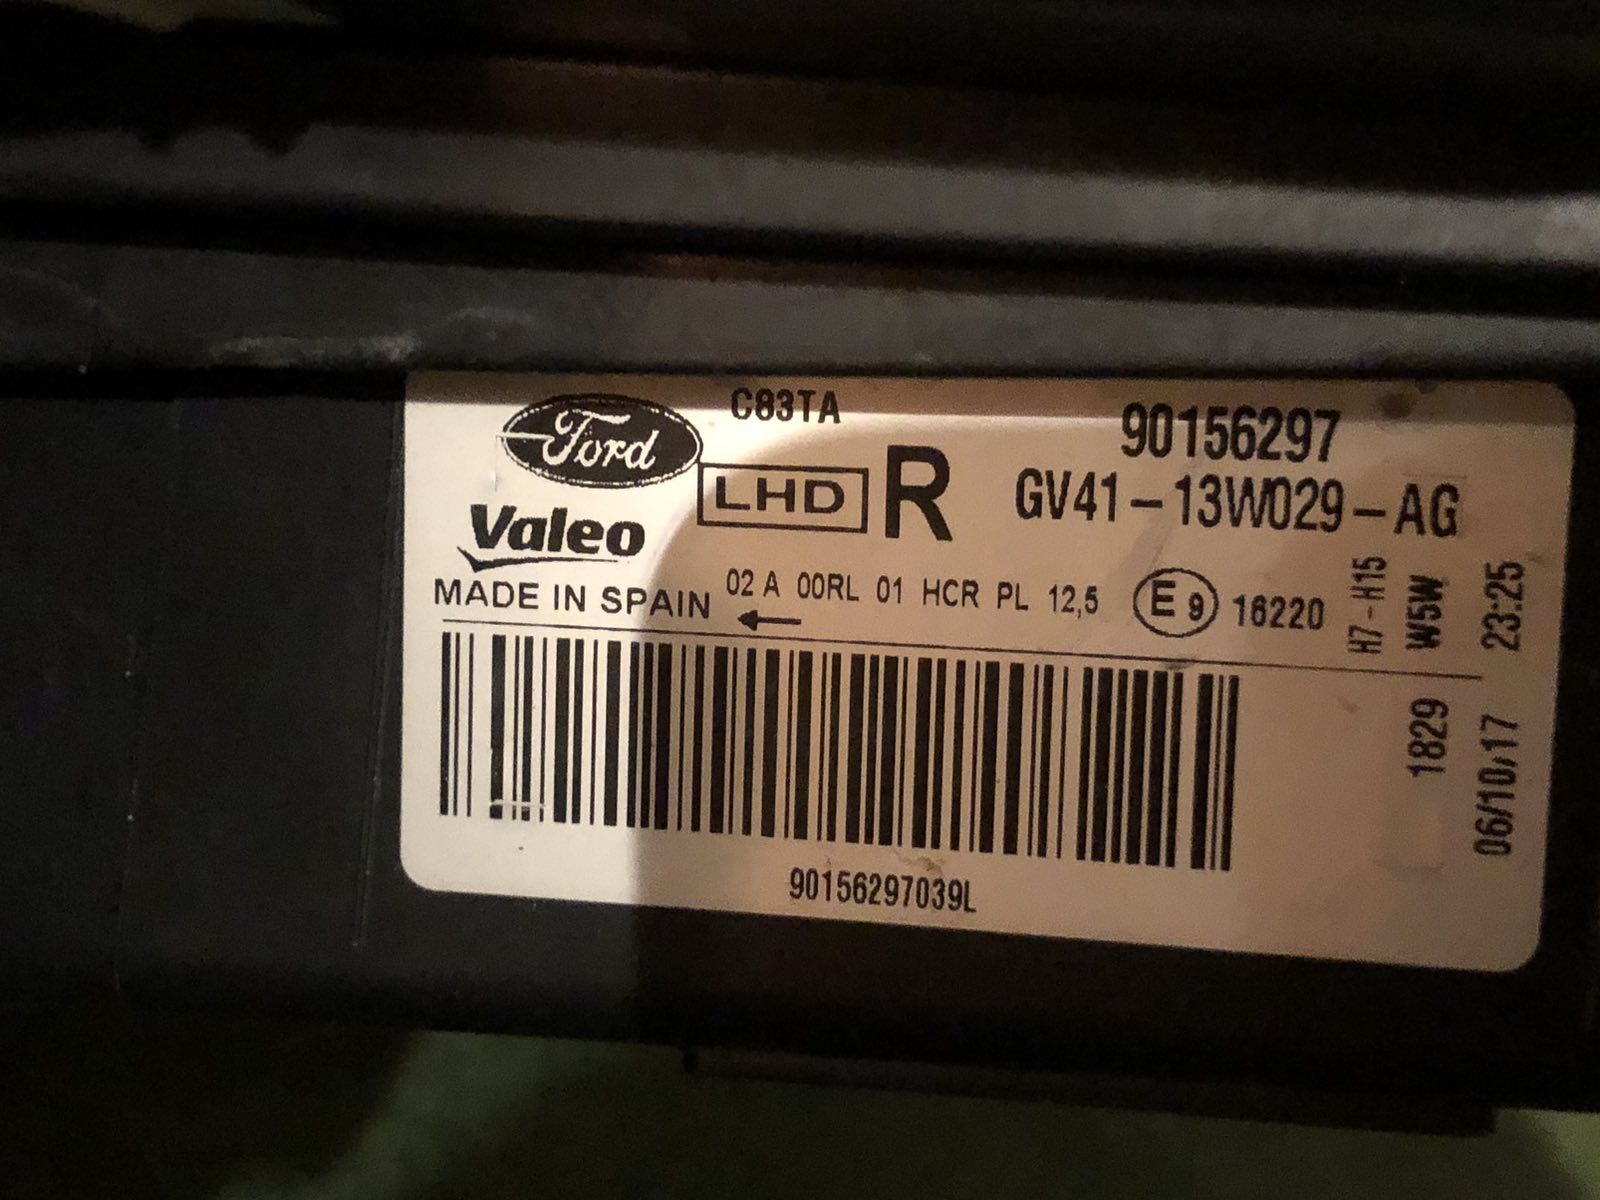 Ford
C83TA
90156297
LHD
R
GV41-13W029-AG
Valeo
MADE IN SPAIN
02 A 00RL 01 HCR PL 12,5
E9
16220
H7-H15
W5W
23:25
1829
06/10/17
90156297039L